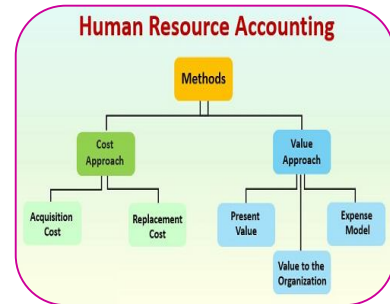 Human Resource Accounting
Methods
Cost
Approach
Value
Approach
Acquisition
Cost
Replacement
Cost
Present
Value
Value to the
Organization
Expense
Model